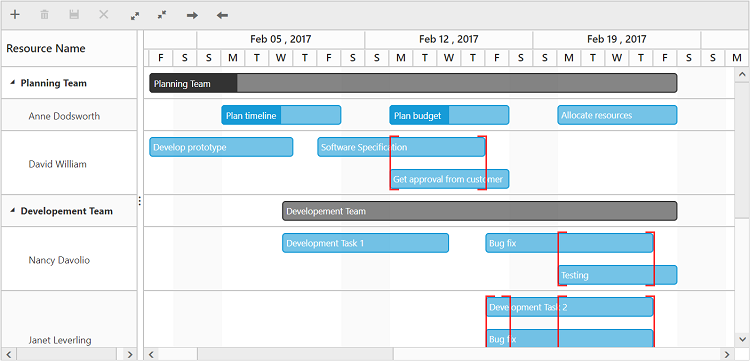 Resource Name
Feb 05 , 2017 Feb 12 , 2017 Feb 19 , 2017
F S S M T W T F S S M T W T F S S M T W T F S S M
Planning Team
Planning Team
Anne Dodsworth
Plan timeline Plan budget Allocate resources
David William
Develop prototype Software Specification
Get approval from customer
Developement Team
Developement Team
Nancy Davolio
Development Task 1 Bug fix
Testing
Janet Leverling
Development Task 2
Bug fix